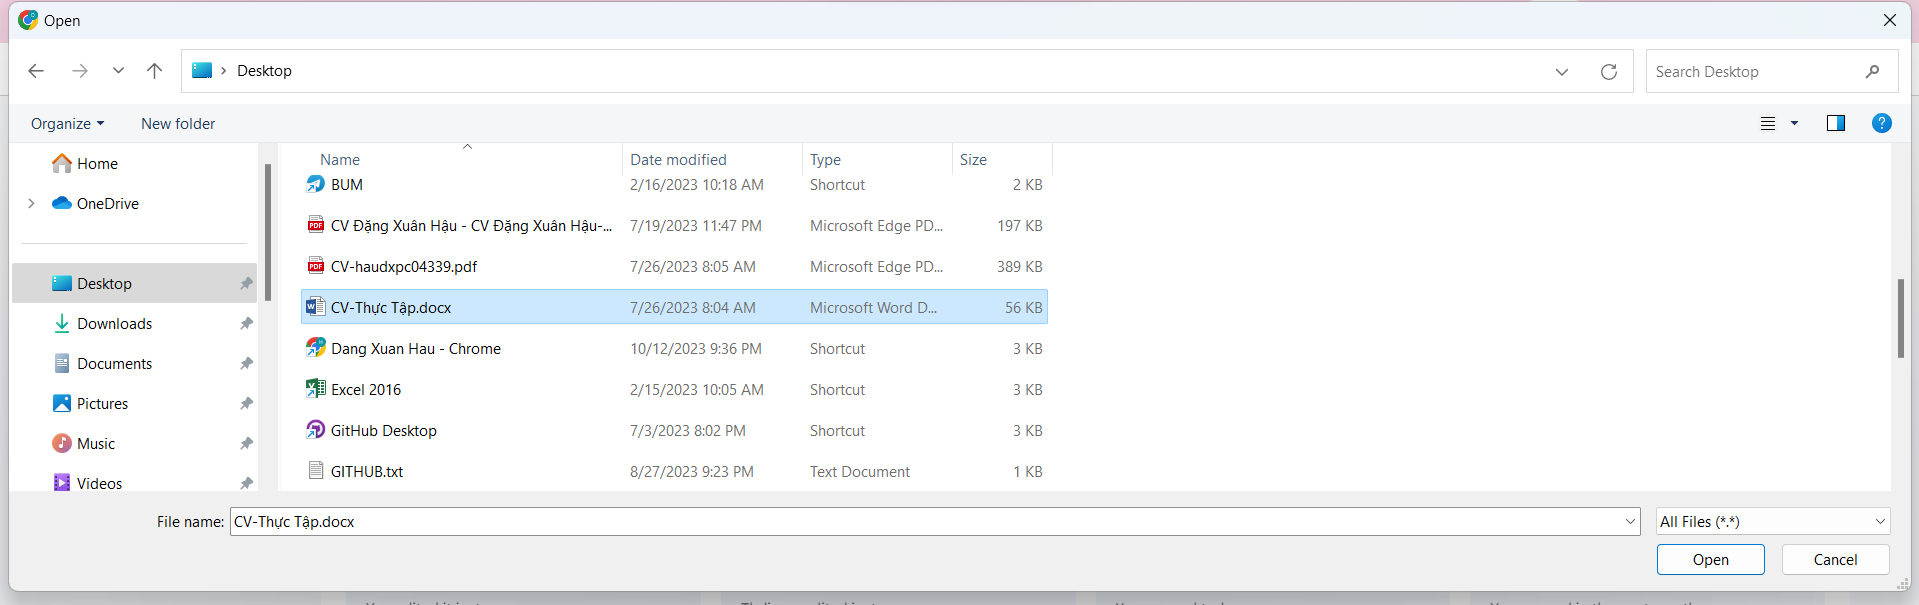 Open
Desktop
Search Desktop
Organize
New folder
Home
OneDrive
Desktop
Downloads
Documents
Pictures
Music
Videos
Name Date modified Type Size
BUM 2/16/2023 10:18 AM Shortcut 2 KB
CV Đặng Xuân Hậu - CV Đặng Xuân Hậu-... 7/19/2023 11:47 PM Microsoft Edge PD... 197 KB
CV-haudxpc04339.pdf 7/26/2023 8:05 AM Microsoft Edge PD... 389 KB
CV-Thực Tập.docx 7/26/2023 8:04 AM Microsoft Word D... 56 KB
Dang Xuan Hau - Chrome 10/12/2023 9:36 PM Shortcut 3 KB
Excel 2016 2/15/2023 10:05 AM Shortcut 3 KB
GitHub Desktop 7/3/2023 8:02 PM Shortcut 3 KB
GITHUB.txt 8/27/2023 9:23 PM Text Document 1 KB
File name: CV-Thực Tập.docx All Files (*.*)
Open Cancel